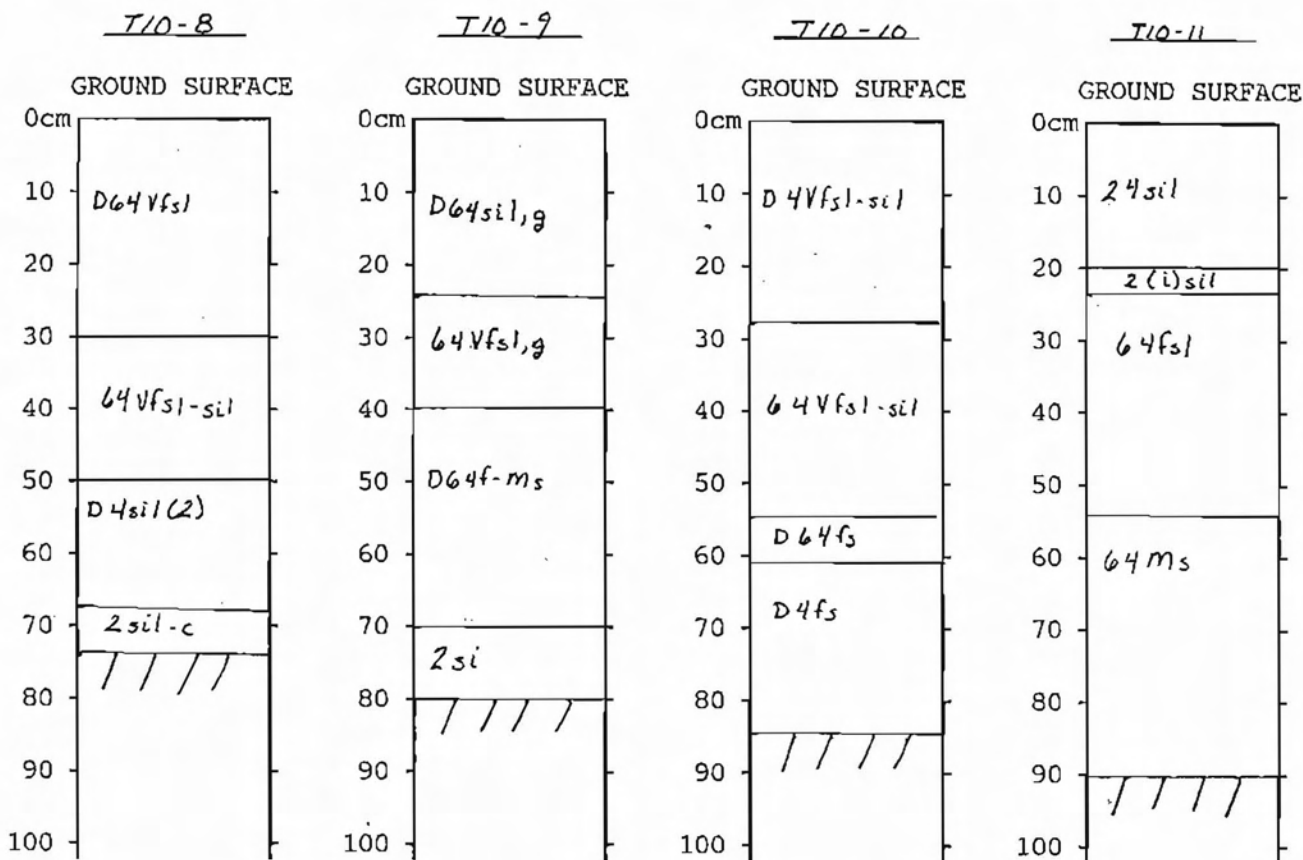 T10-8
GROUND SURFACE
0cm
10
20
30
40
50
60
70
80
90
100
D64Vfsl
64Vfsl-sil
D4sil(2)
2sil-c
T10-9
GROUND SURFACE
0cm
10
20
30
40
50
60
70
80
90
100
D64sil,g
64Vfsl,g
D64f-ms
2si
T10-10
GROUND SURFACE
0cm
10
20
30
40
50
60
70
80
90
100
D4Vfsl-sil
64Vfsl-sil
D64fs
D4fs
T10-11
GROUND SURFACE
0cm
10
20
30
40
50
60
70
80
90
100
24sil
2(i)sil
64fsl
64ms